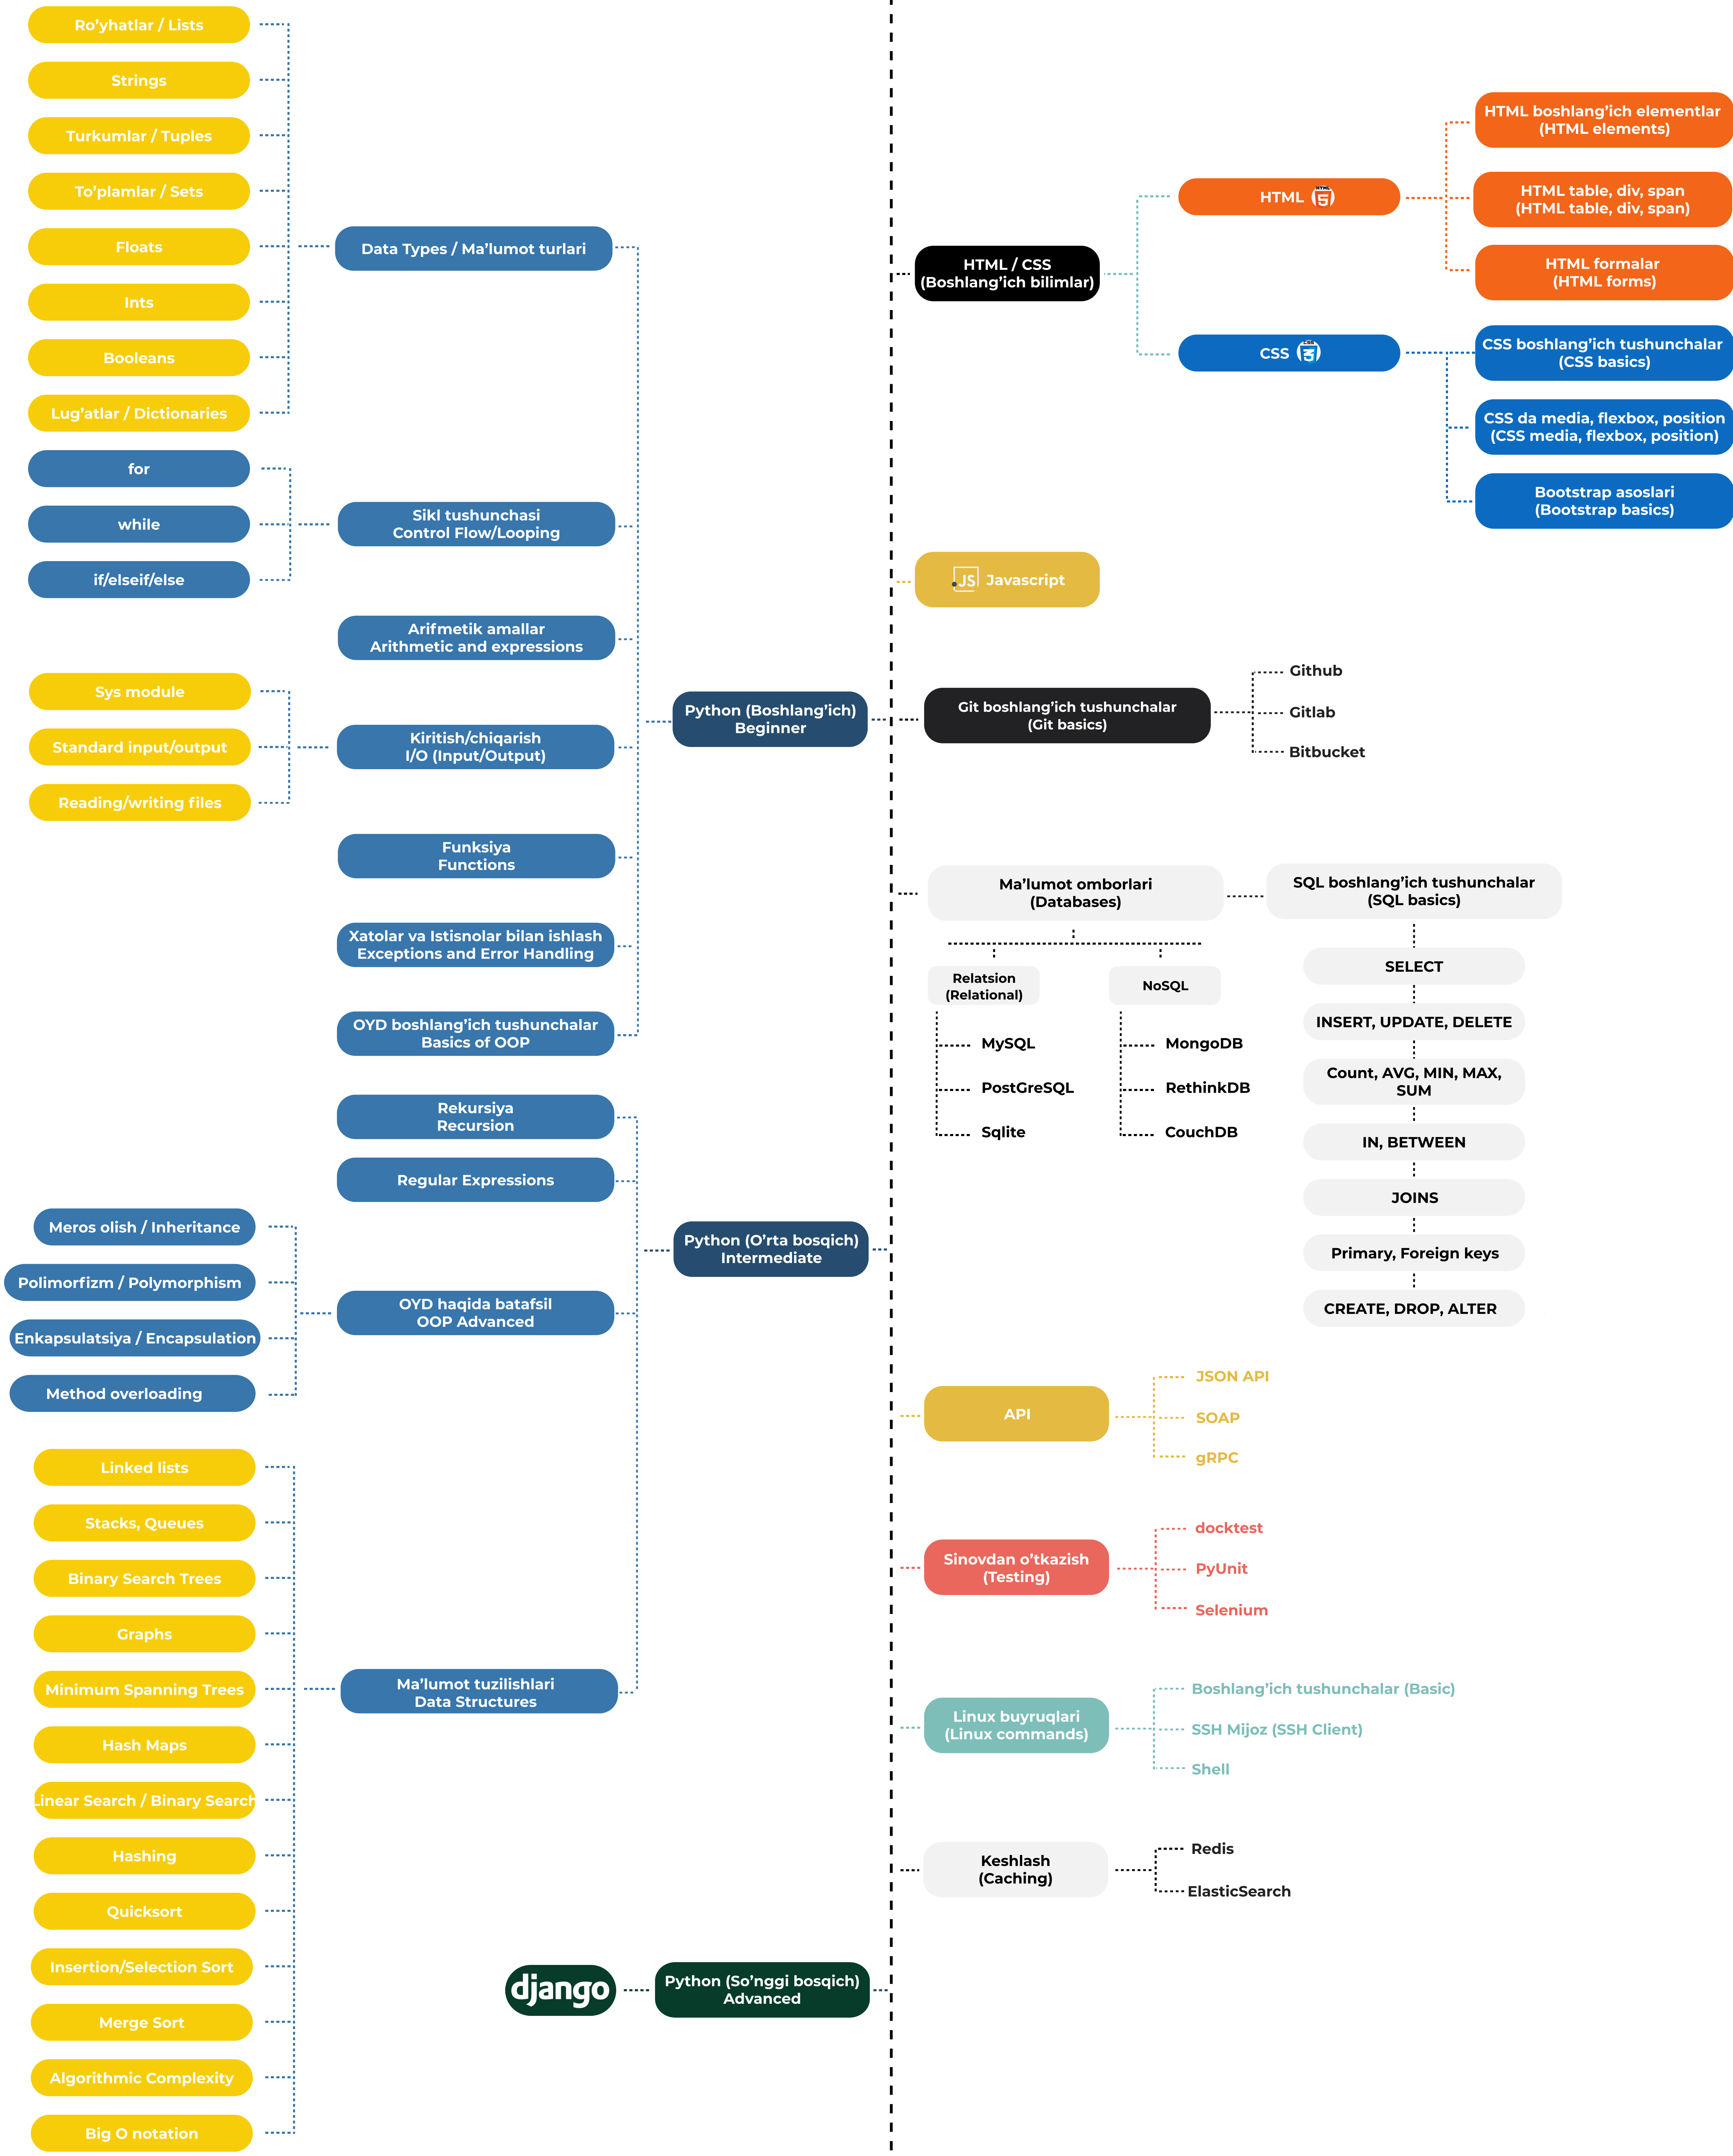 Ro’yhatlar / Lists
Strings
Turkumlar / Tuples
To’plamlar / Sets
Floats
Ints
Booleans
Lug’atlar / Dictionaries
Data Types / Ma’lumot turlari
for
while
if/elseif/else
Sikl tushunchasi
Control Flow/Looping
Arifmetik amallar
Arithmetic and expressions
Sys module
Standard input/output
Reading/writing files
Kiritish/chiqarish
I/O (Input/Output)
Funksiya
Functions
Xatolar va Istisnolar bilan ishlash
Exceptions and Error Handling
OYD boshlang’ich tushunchalar
Basics of OOP
Python (Boshlang’ich)
Beginner
Rekursiya
Recursion
Regular Expressions
Meros olish / Inheritance
Polimorfizm / Polymorphism
Enkapsulatsiya / Encapsulation
Method overloading
OYD haqida batafsil
OOP Advanced
Linked lists
Stacks, Queues
Binary Search Trees
Graphs
Minimum Spanning Trees
Hash Maps
Linear Search / Binary Search
Hashing
Quicksort
Insertion/Selection Sort
Merge Sort
Algorithmic Complexity
Big O notation
Ma’lumot tuzilishlari
Data Structures
Python (O’rta bosqich)
Intermediate
django
Python (So’nggi bosqich)
Advanced
HTML / CSS
(Boshlang’ich bilimlar)
HTML
HTML
5
HTML boshlang’ich elementlar
(HTML elements)
HTML table, div, span
(HTML table, div, span)
HTML formalar
(HTML forms)
CSS
CSS
3
CSS boshlang’ich tushunchalar
(CSS basics)
CSS da media, flexbox, position
(CSS media, flexbox, position)
Bootstrap asoslari
(Bootstrap basics)
JS
Javascript
Git boshlang’ich tushunchalar
(Git basics)
Github
Gitlab
Bitbucket
Ma’lumot omborlari
(Databases)
Relatsion
(Relational)
MySQL
PostGreSQL
Sqlite
NoSQL
MongoDB
RethinkDB
CouchDB
SQL boshlang’ich tushunchalar
(SQL basics)
SELECT
INSERT, UPDATE, DELETE
Count, AVG, MIN, MAX,
SUM
IN, BETWEEN
JOINS
Primary, Foreign keys
CREATE, DROP, ALTER
API
JSON API
SOAP
gRPC
Sinovdan o’tkazish
(Testing)
docktest
PyUnit
Selenium
Linux buyruqlari
(Linux commands)
Boshlang’ich tushunchalar (Basic)
SSH Mijoz (SSH Client)
Shell
Keshlash
(Caching)
Redis
ElasticSearch